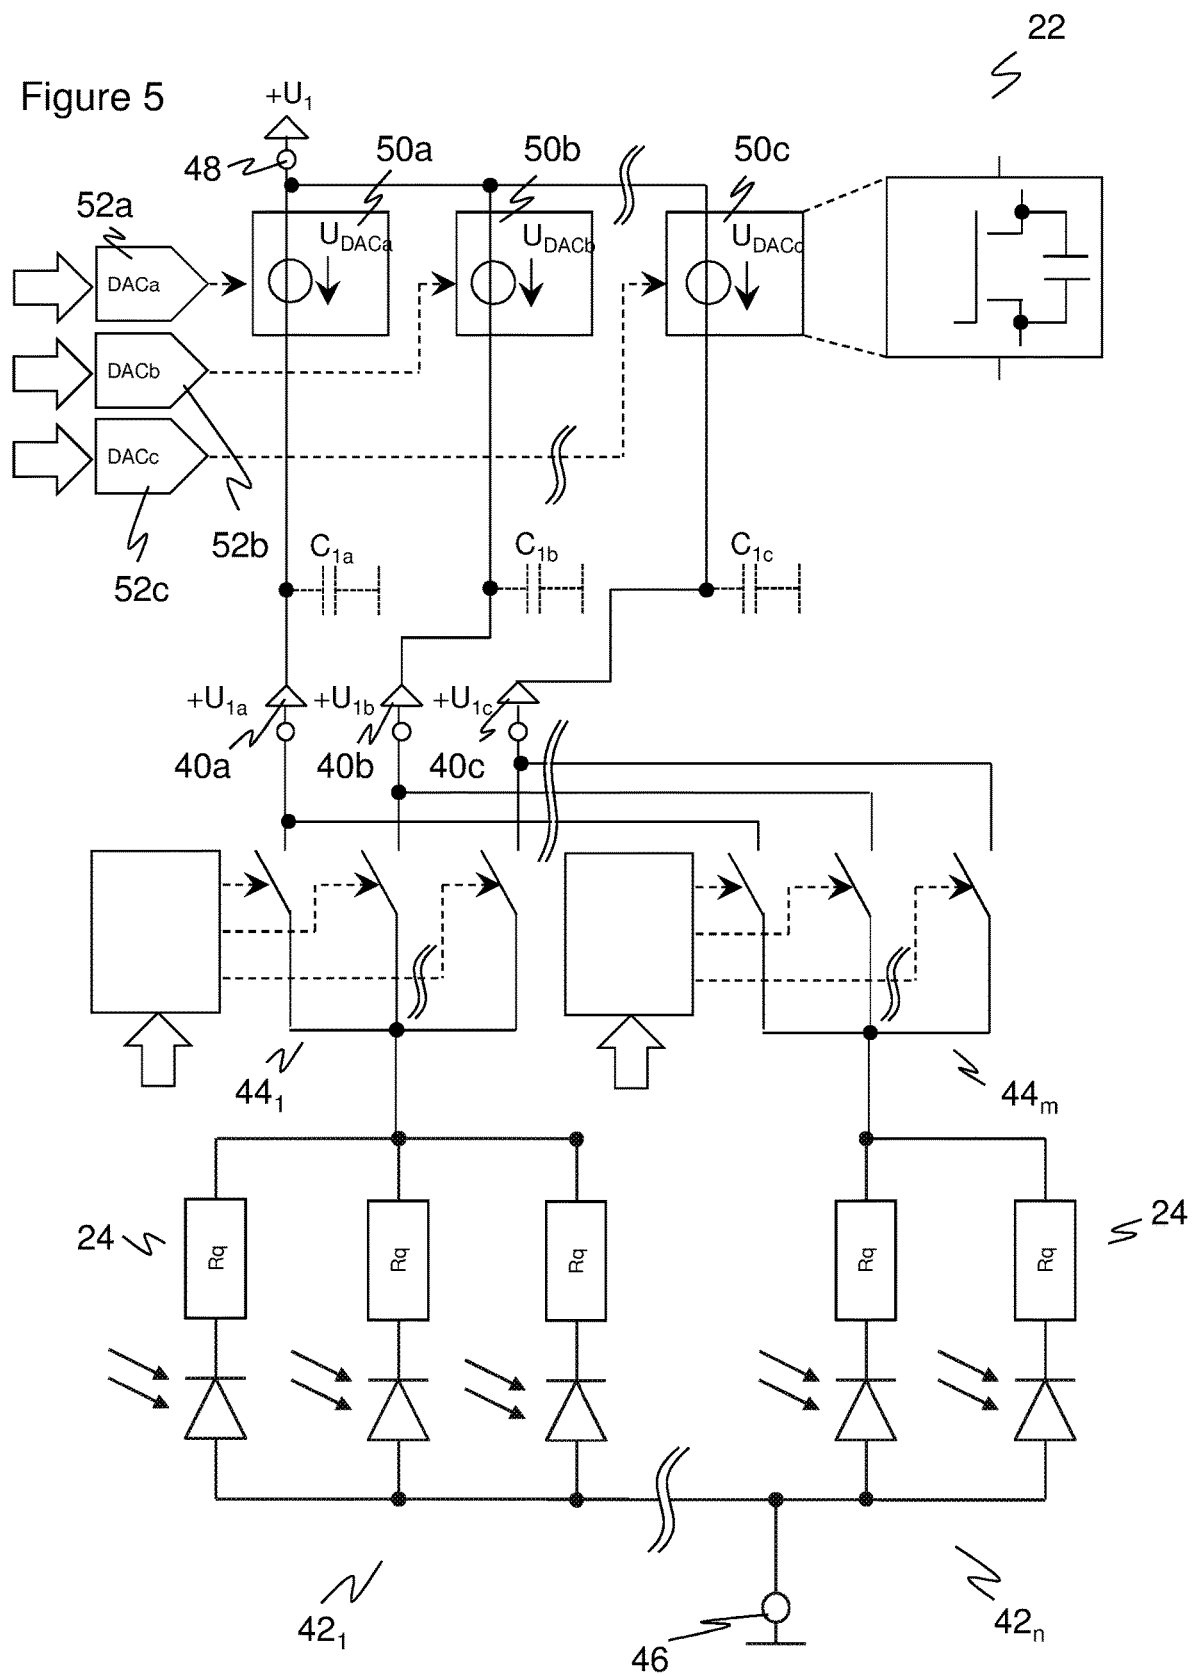 22
Figure 5
+U1
48
50a
50b
50c
52a
UDACa
UDACb
UDACc
DACa
DACb
DACc
52b
52c
C1a
C1b
C1c
+U1a
+U1b
+U1c
40a
40b
40c
441
44m
24
24
Rq
Rq
Rq
Rq
Rq
421
46
42n